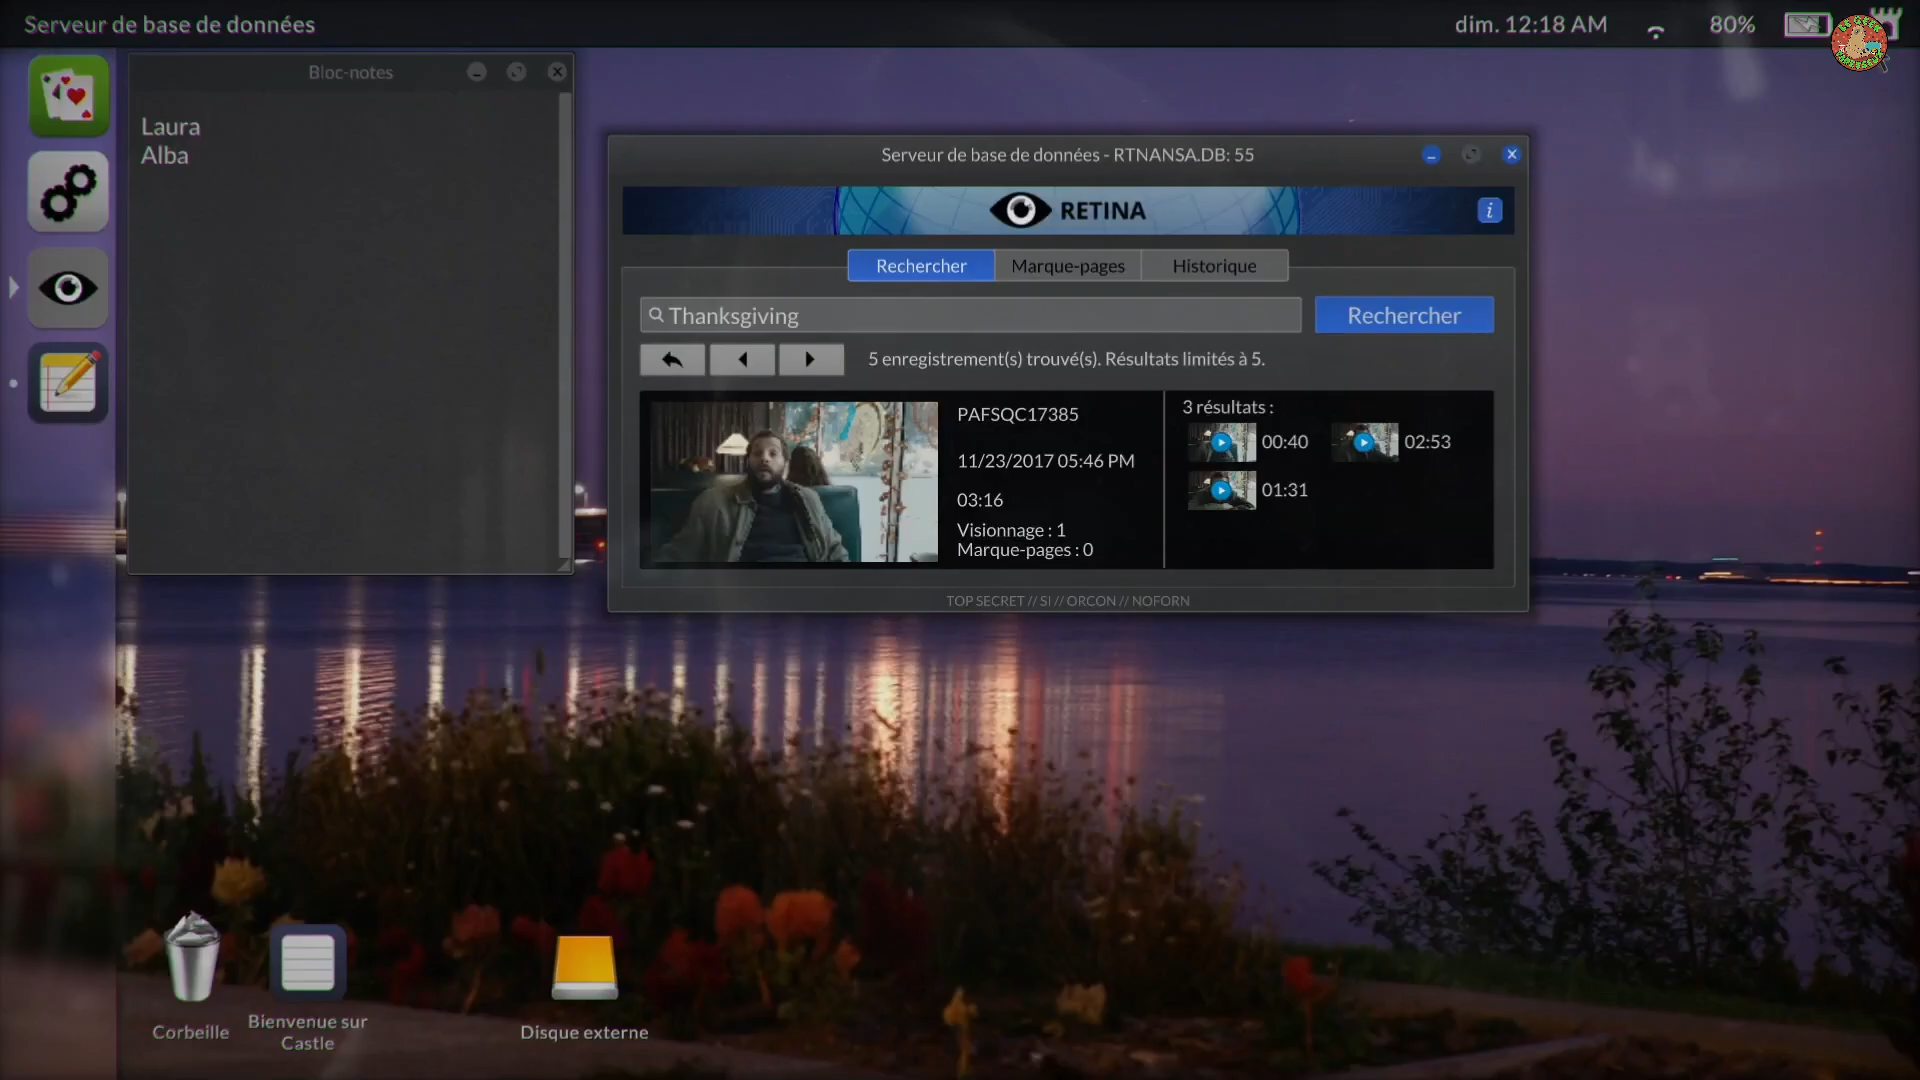 Serveur de base de données
dim. 12:18 AM
80%
Bloc-notes
Laura
Alba
Serveur de base de données - RTNANSA.DB: 55
RETINA
i
Rechercher
Marque-pages
Historique
Thanksgiving
Rechercher
5 enregistrement(s) trouvé(s). Résultats limités à 5.
PAFSQC17385
11/23/2017 05:46 PM
03:16
Visionnage : 1
Marque-pages : 0
3 résultats :
00:40
02:53
01:31
TOP SECRET // SI // ORCON // NOFORN
Corbeille
Bienvenue sur
Castle
Disque externe